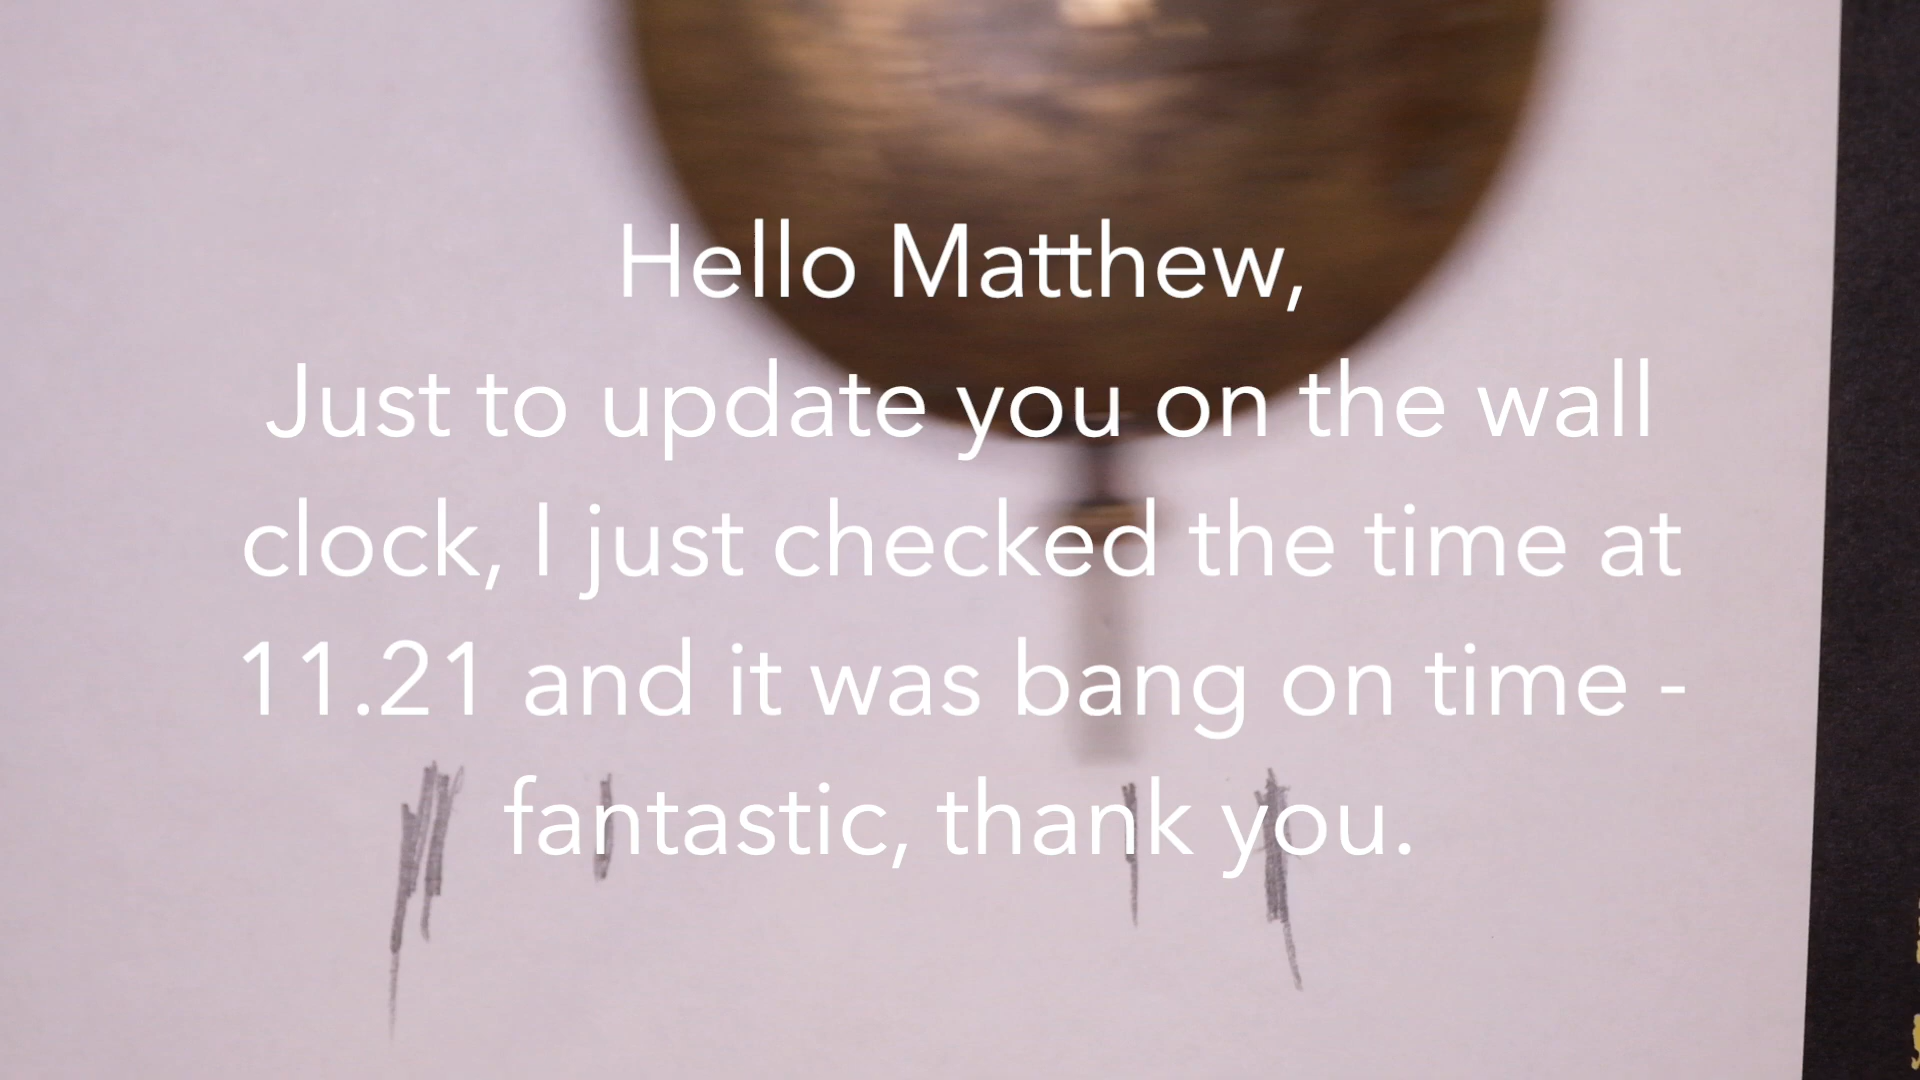 Hello Matthew,
Just to update you on the wall
clock, I just checked the time at
11.21 and it was bang on time -
fantastic, thank you.